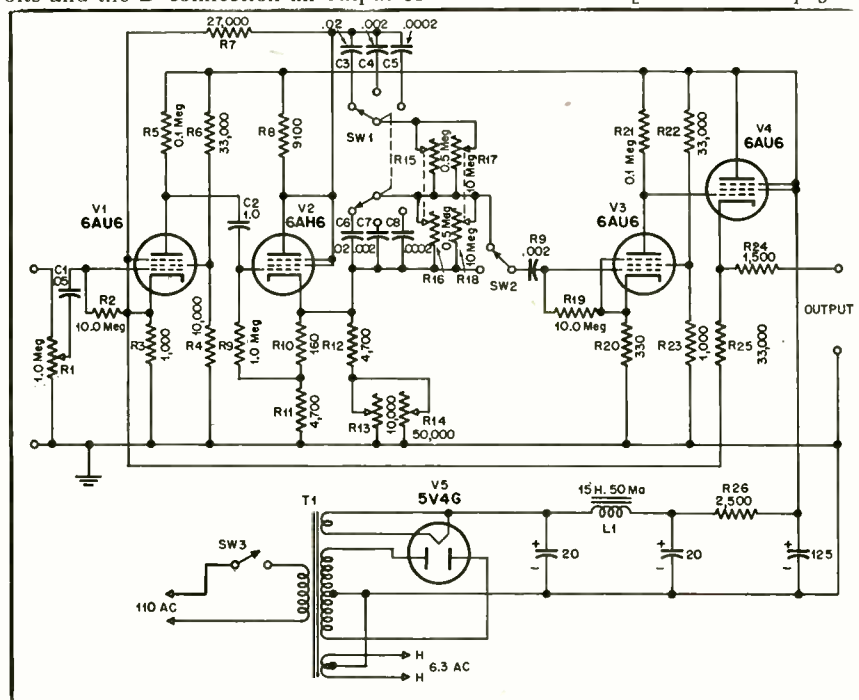 27,000
R7
.02
.002
.0002
C3
C4
C5
R5
0.1 Meg
R6
33,000
R8
9100
SW1
R15
0.5 Meg
R17
10 Meg
R21
0.1 Meg
R22
33,000
V4
6AU6
V1
6AU6
C2
1.0
V2
6AH6
C6
C7
C8
.02
.002
.0002
0.5 Meg
10 Meg
R16
R18
SW2
R9
.002
V3
6AU6
R24
1,500
C1
.05
R2
10.0 Meg
R1
1.0 Meg
R3
1,000
R4
10,000
R9
1.0 Meg
R10
160
R12
4,700
R19
10.0 Meg
R20
330
R23
1,000
R25
33,000
OUTPUT
R11
4,700
R13
10,000
R14
50,000
T1
V5
5V4G
15 H. 50 Ma
L1
R26
2,500
SW3
+
-
20
+
-
20
+
-
125
110 AC
H
H
6.3 AC